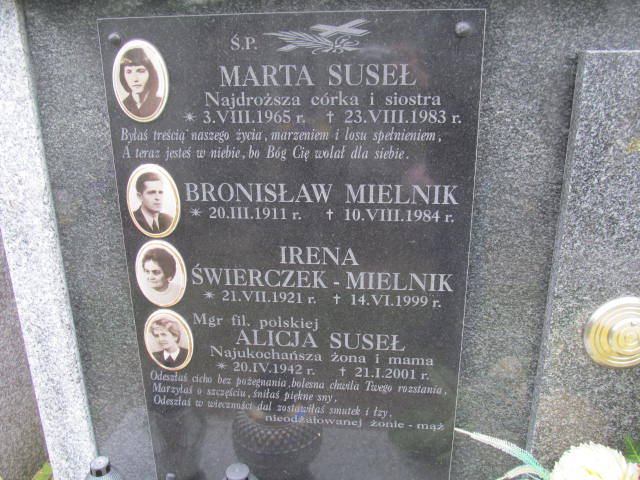 Ś.P.
MARTA SUSEŁ
Najdroższa córka i siostra
✳ 3.VIII.1965 r. ✝ 23.VIII.1983 r.
Byłaś treścią naszego życia, marzeniem i losu spełnieniem,
A teraz jesteś w niebie, bo Bóg Cię wołał dla siebie.
BRONISŁAW MIELNIK
✳ 20.III.1911 r. ✝ 10.VIII.1984 r.
IRENA
ŚWIERCZEK - MIELNIK
✳ 21.VII.1921 r. ✝ 14.VI.1999 r.
Mgr fil. polskiej
ALICJA SUSEŁ
Najukochańsza żona i mama
✳ 20.IV.1942 r. ✝ 21.I.2001 r.
Odeszłaś cicho bez pożegnania, bolesna chwila Twego rozstania,
Marzyłaś o szczęściu, śniłaś piękne sny,
Odeszłaś w wieczności dal zostawiłaś smutek i łzy,
nieodżałowanej żonie - mąż